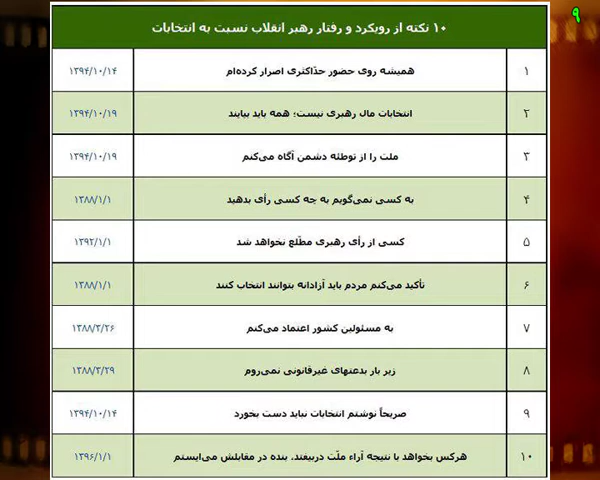 ۹
۱۰ نکته از رویکرد و رفتار رهبر انقلاب نسبت به انتخابات
۱ همیشه روی حضور حدّاکثری اصرار کرده‌ام ۱۳۹۴/۱۰/۱۴
۲ انتخابات مال رهبری نیست؛ همه باید بیایند ۱۳۹۴/۱۰/۱۹
۳ ملت را از توطئه دشمن آگاه می‌کنم ۱۳۹۴/۱۰/۱۹
۴ به کسی نمی‌گویم به چه کسی رأی بدهید ۱۳۸۸/۱/۱
۵ کسی از رأی رهبری مطّلع نخواهد شد ۱۳۹۲/۱/۱
۶ تأکید می‌کنم مردم باید آزادانه بتوانند انتخاب کنند ۱۳۸۸/۱/۱
۷ به مسئولین کشور اعتماد می‌کنم ۱۳۸۸/۳/۲۶
۸ زیر بار بدعتهای غیرقانونی نمی‌روم ۱۳۸۸/۳/۲۹
۹ صریحاً نوشتم انتخابات نباید دست بخورد ۱۳۹۴/۱۰/۱۴
۱۰ هرکس بخواهد با نتیجه آراء ملّت دربیفتد، بنده در مقابلش می‌ایستم ۱۳۹۶/۱/۱